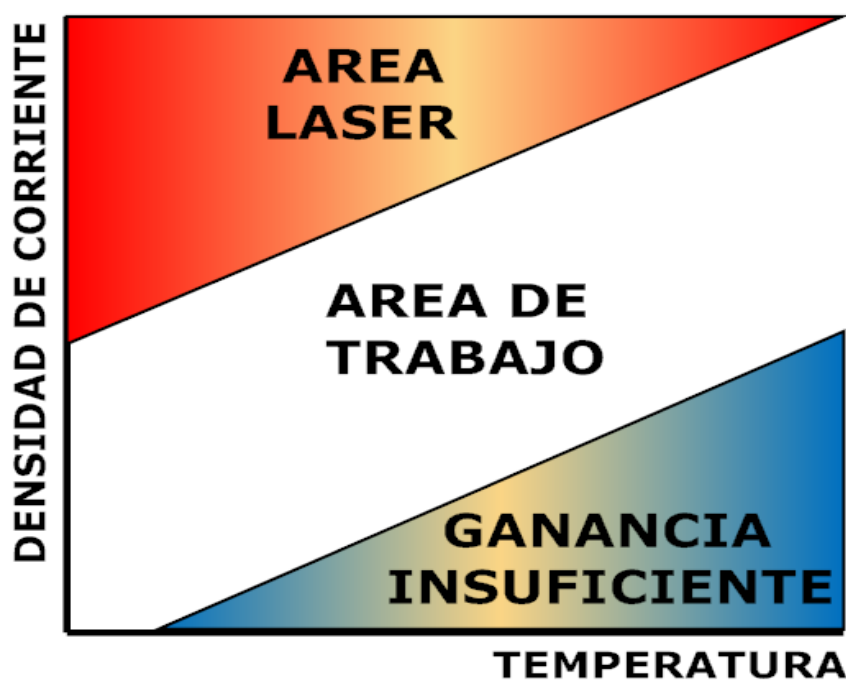 DENSIDAD DE CORRIENTE
AREA
LASER
AREA DE
TRABAJO
GANANCIA
INSUFICIENTE
TEMPERATURA